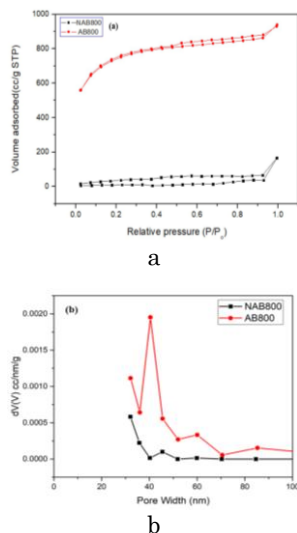 (a)
NAB800
AB800
Volume adsorbed(cc/g STP)
1000
800
600
400
200
0
0.0 0.2 0.4 0.6 0.8 1.0
Relative pressure (P/P₀)
a
(b)
NAB800
AB800
dV(V) cc/nm/g
0.0020
0.0015
0.0010
0.0005
0.0000
0 20 40 60 80 100
Pore Width (nm)
b